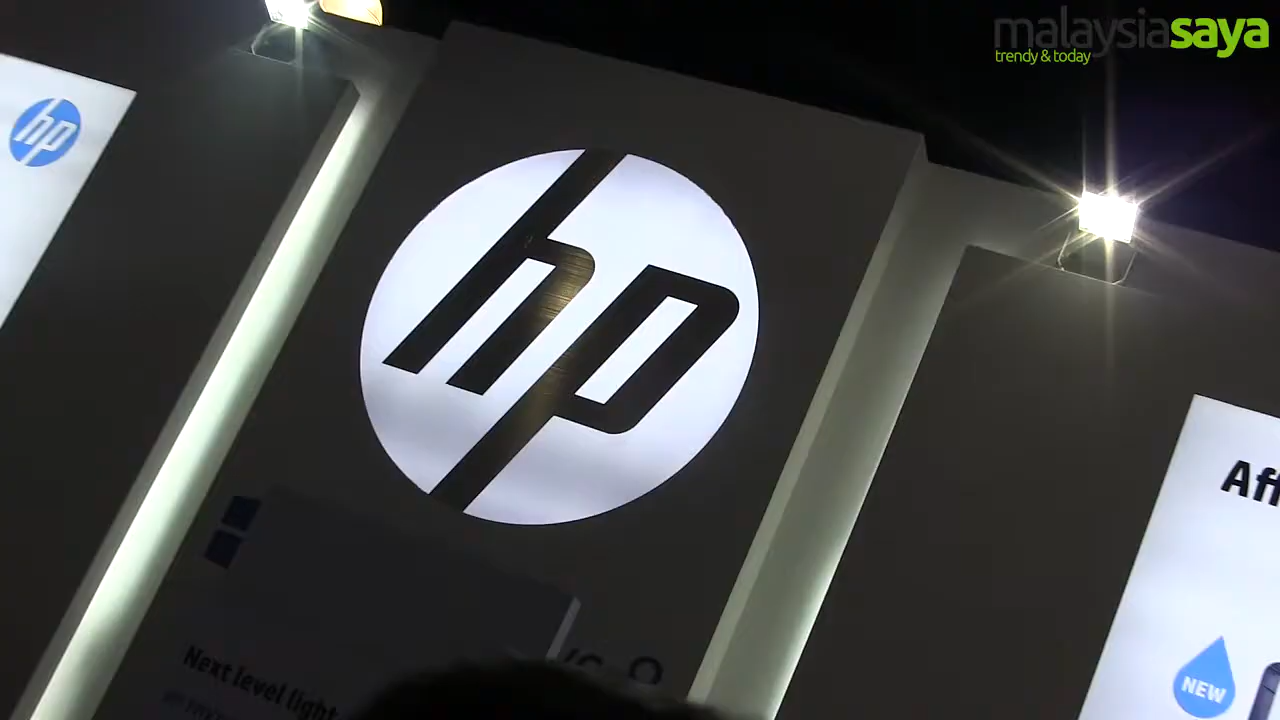 malaysiasaya
trendy & today
hp
hp
Aff
Next level light
NEW